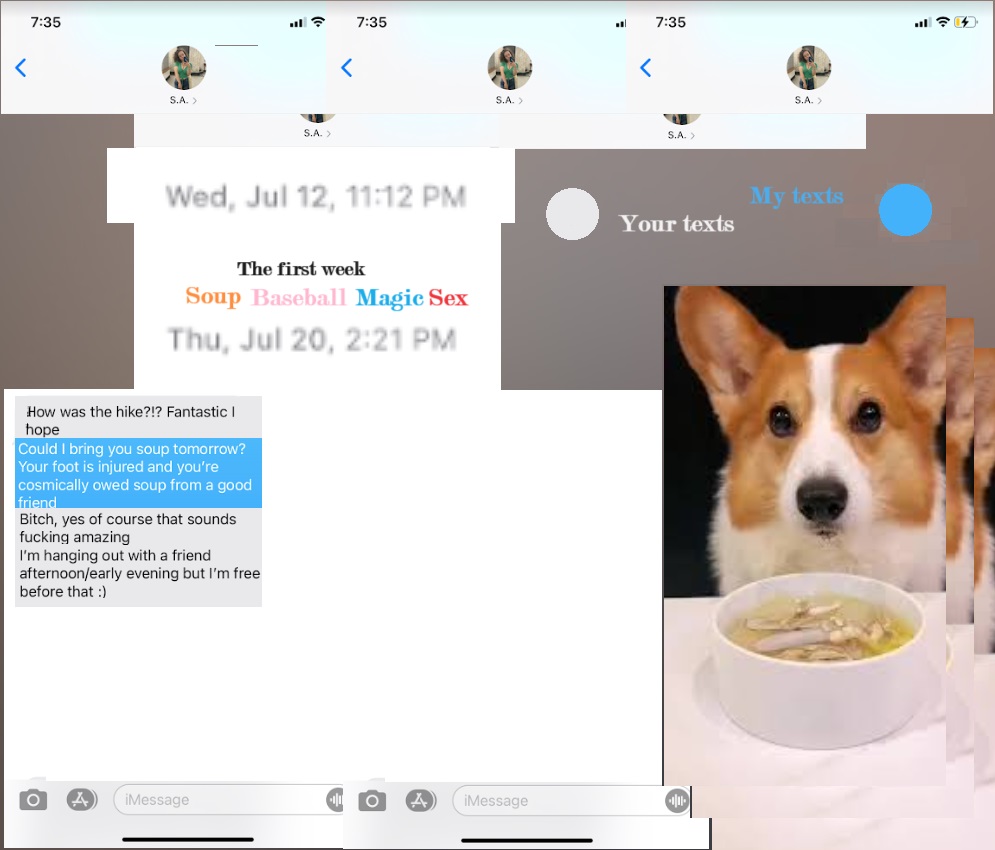 7:35
7:35
7:35
S.A. >
S.A. >
S.A. >
S.A. >
S.A. >
Wed, Jul 12, 11:12 PM
Your texts
My texts
The first week
Soup Baseball Magic Sex
Thu, Jul 20, 2:21 PM
How was the hike?!? Fantastic I
hope
Could I bring you soup tomorrow?
Your foot is injured and you're
cosmically owed soup from a good
friend
Bitch, yes of course that sounds
fucking amazing
I'm hanging out with a friend
afternoon/early evening but I'm free
before that :)
iMessage
iMessage